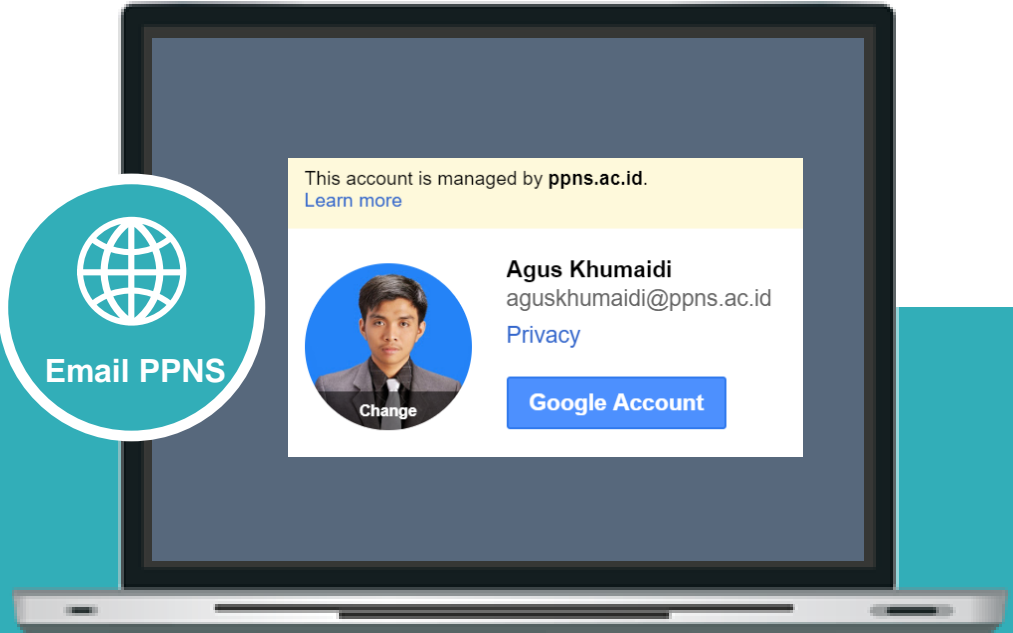 This account is managed by ppns.ac.id.
Learn more
Email PPNS
Agus Khumaidi
aguskhumaidi@ppns.ac.id
Privacy
Change
Google Account